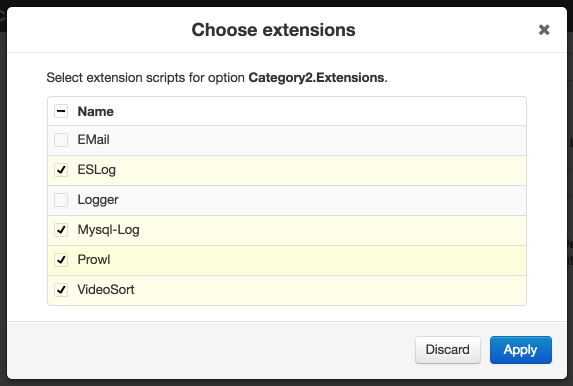 Choose extensions
Select extension scripts for option Category2.Extensions.
Name
EMail
ESLog
Logger
Mysql-Log
Prowl
VideoSort
Discard
Apply